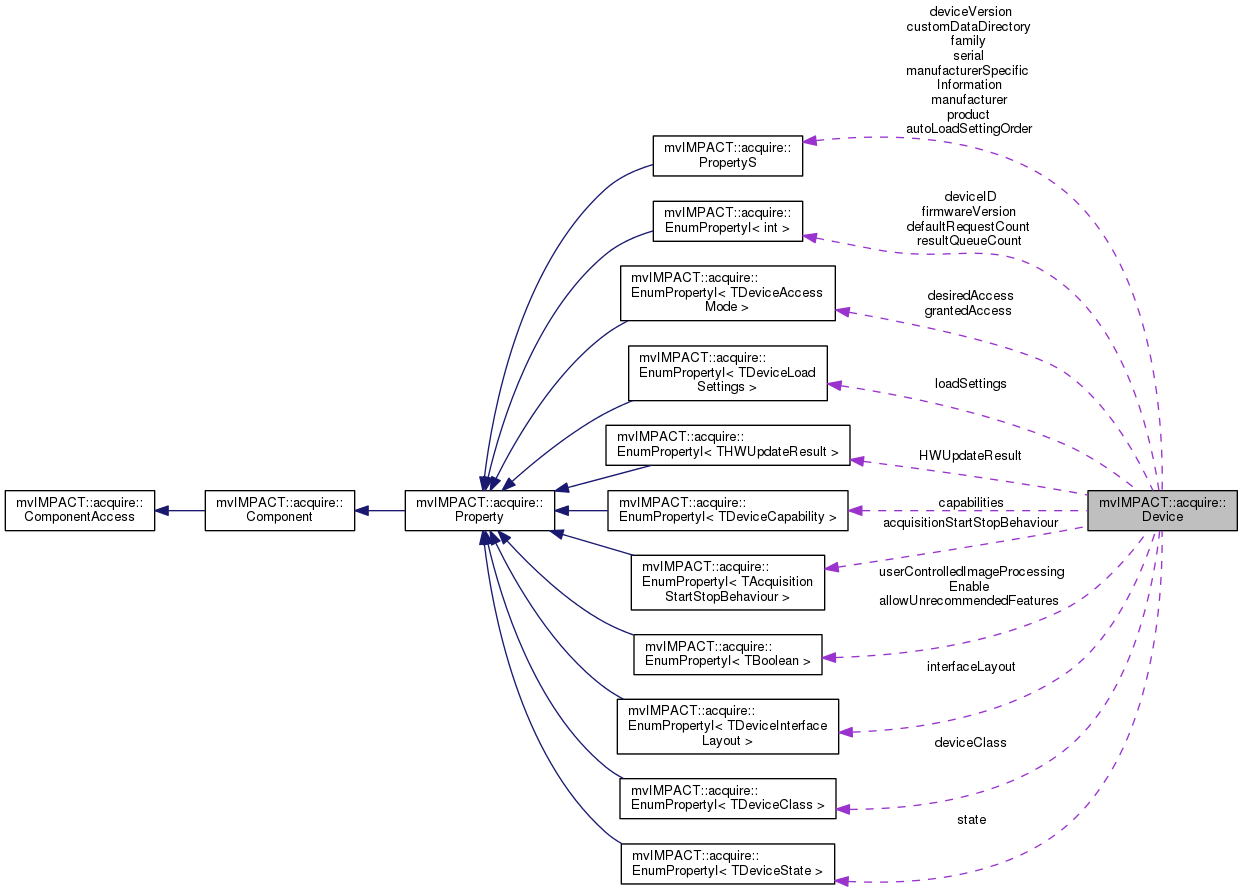 deviceVersion
customDataDirectory
family
serial
manufacturerSpecific
Information
manufacturer
product
autoLoadSettingOrder
mvIMPACT::acquire::
PropertyS
deviceID
firmwareVersion
defaultRequestCount
resultQueueCount
mvIMPACT::acquire::
EnumPropertyI< int >
mvIMPACT::acquire::
EnumPropertyI< TDeviceAccess
Mode >
desiredAccess
grantedAccess
mvIMPACT::acquire::
EnumPropertyI< TDeviceLoad
Settings >
loadSettings
mvIMPACT::acquire::
EnumPropertyI< THWUpdateResult >
HWUpdateResult
mvIMPACT::acquire::
ComponentAccess
mvIMPACT::acquire::
Component
mvIMPACT::acquire::
Property
mvIMPACT::acquire::
EnumPropertyI< TDeviceCapability >
capabilities
mvIMPACT::acquire::
Device
acquisitionStartStopBehaviour
mvIMPACT::acquire::
EnumPropertyI< TAcquisition
StartStopBehaviour >
userControlledImageProcessing
Enable
allowUnrecommendedFeatures
mvIMPACT::acquire::
EnumPropertyI< TBoolean >
interfaceLayout
mvIMPACT::acquire::
EnumPropertyI< TDeviceInterface
Layout >
deviceClass
mvIMPACT::acquire::
EnumPropertyI< TDeviceClass >
state
mvIMPACT::acquire::
EnumPropertyI< TDeviceState >